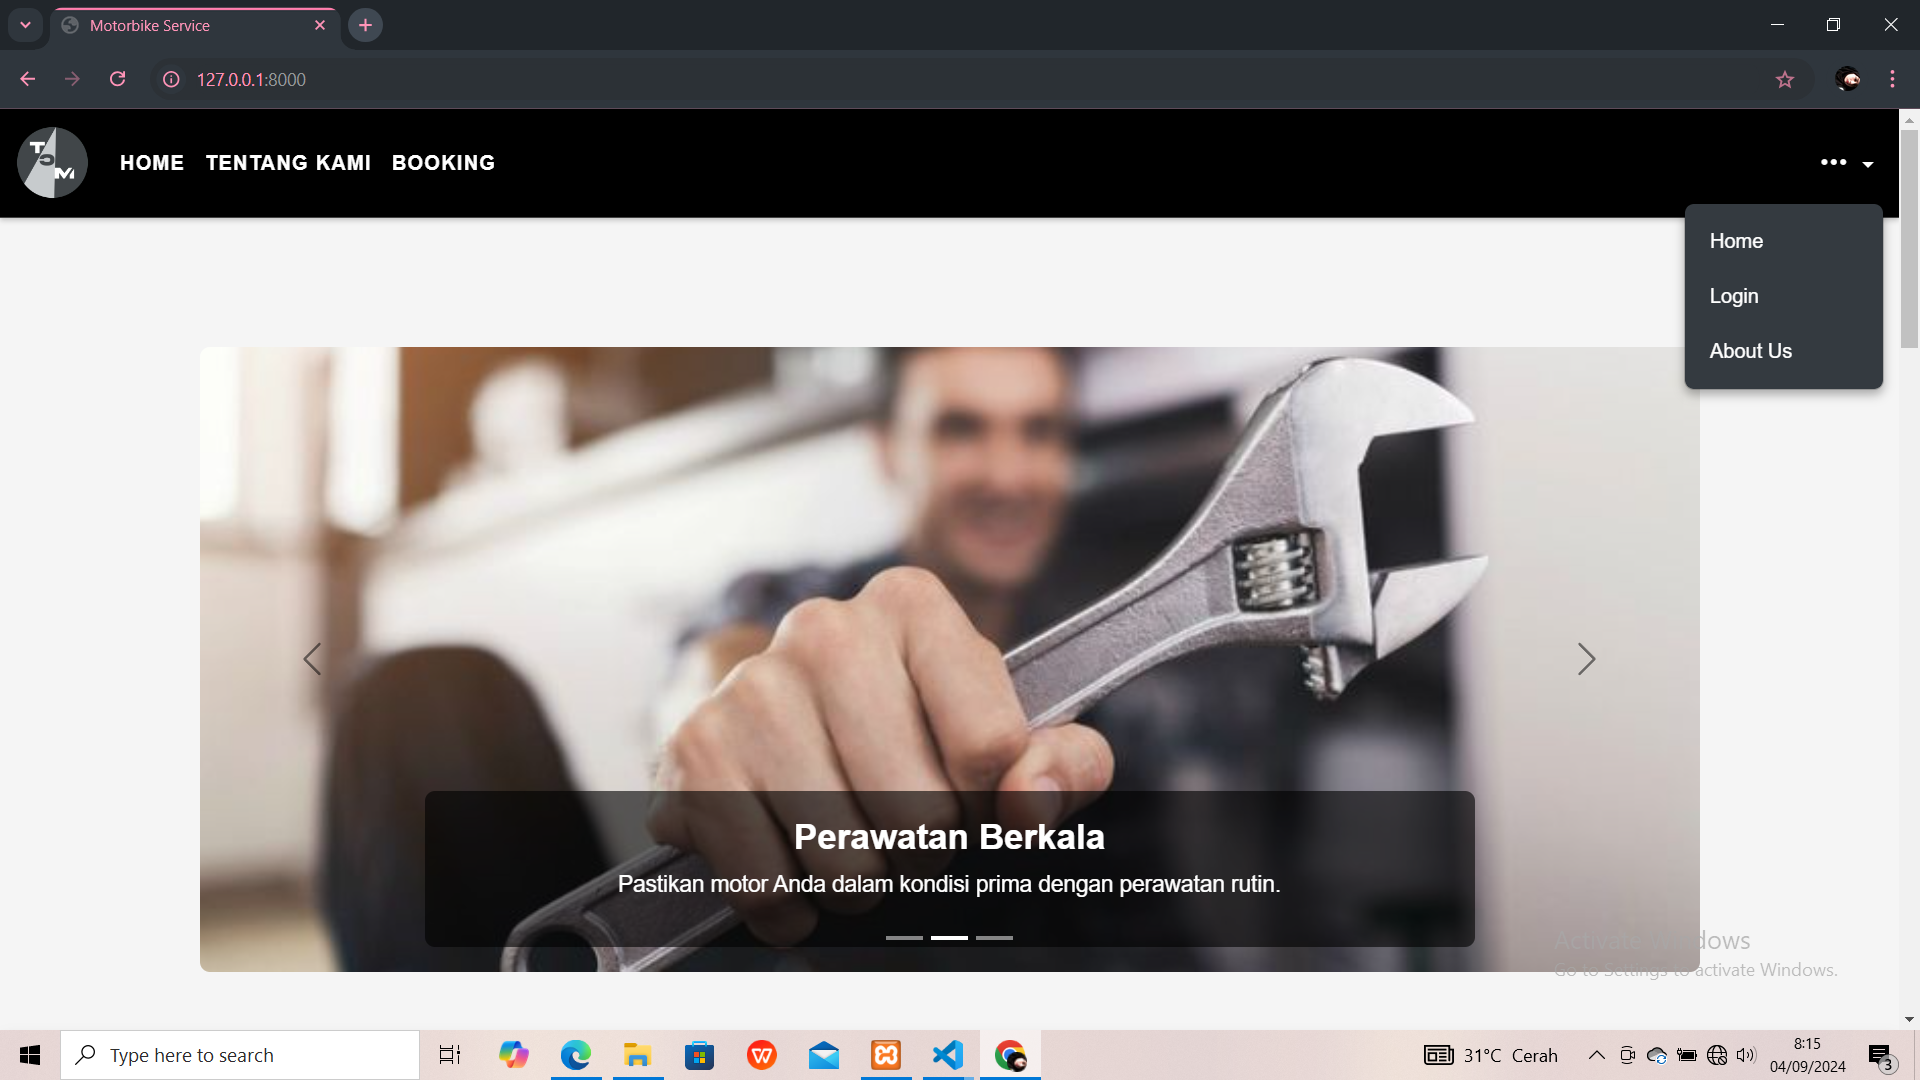 Motorbike Service
127.0.0.1:8000
TOM
HOME TENTANG KAMI BOOKING
Home
Login
About Us
Perawatan Berkala
Pastikan motor Anda dalam kondisi prima dengan perawatan rutin.
Activate Windows
Go to Settings to activate Windows.
Type here to search
31°C Cerah
8:15
04/09/2024
3